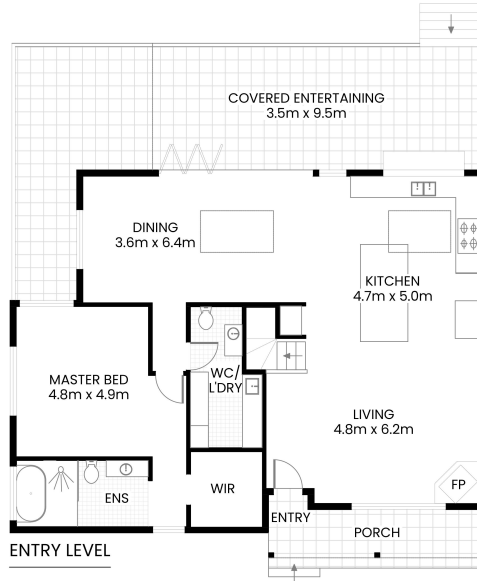 COVERED ENTERTAINING
3.5m x 9.5m
DINING
3.6m x 6.4m
KITCHEN
4.7m x 5.0m
MASTER BED
4.8m x 4.9m
WC/
L'DRY
LIVING
4.8m x 6.2m
ENS
WIR
FP
ENTRY
PORCH
ENTRY LEVEL